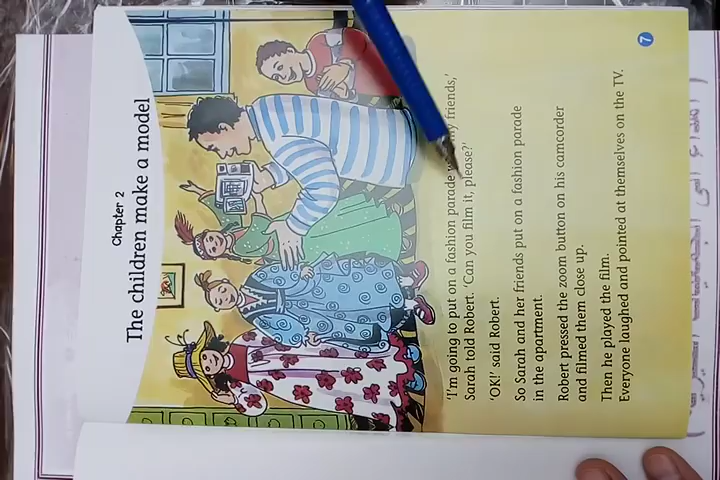 Chapter 2
The children make a model
'I'm going to put on a fashion parade my friends,'
Sarah told Robert. 'Can you film it, please?'
'OK!' said Robert.
So Sarah and her friends put on a fashion parade
in the apartment.
Robert pressed the zoom button on his camcorder
and filmed them close up.
Then he played the film.
Everyone laughed and pointed at themselves on the TV.
7